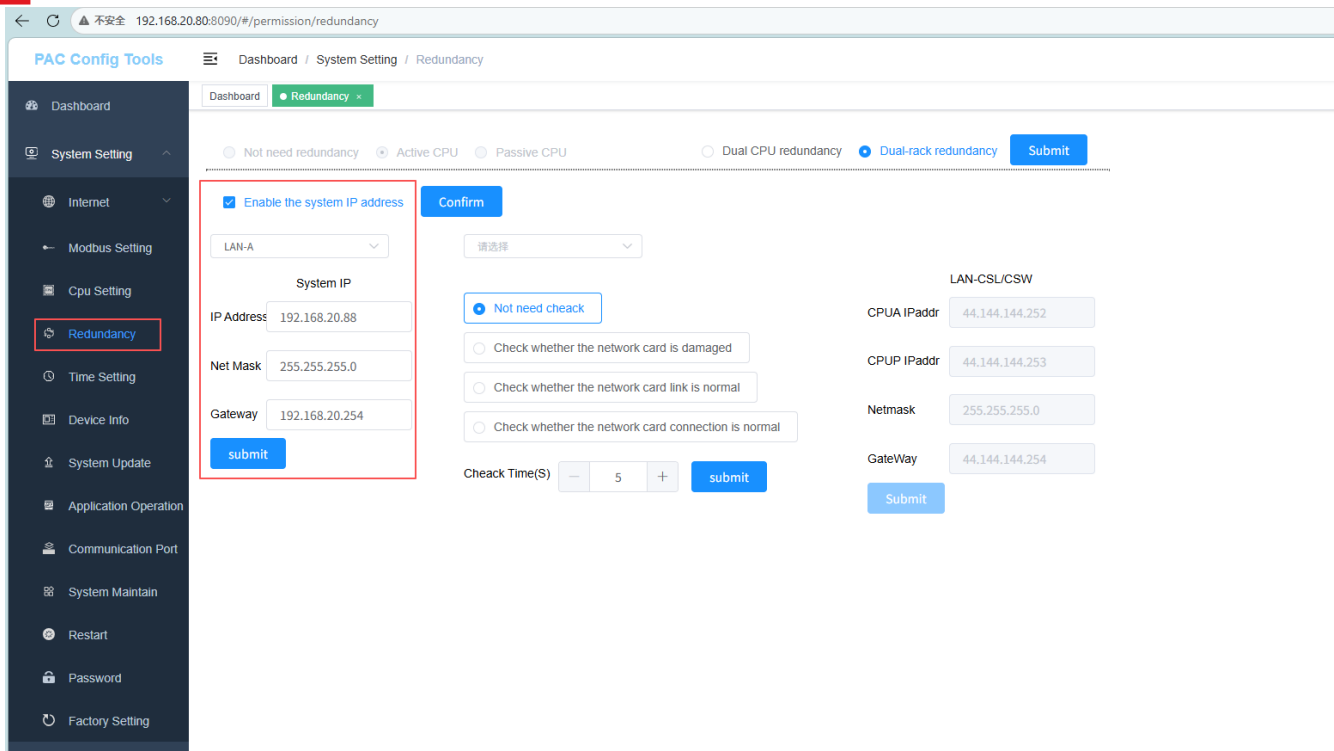 不安全 192.168.20.80:8090/#/permission/redundancy
PAC Config Tools
Dashboard / System Setting / Redundancy
Dashboard
Redundancy ×
Dashboard
System Setting
Internet
Modbus Setting
Cpu Setting
Redundancy
Time Setting
Device Info
System Update
Application Operation
Communication Port
System Maintain
Restart
Password
Factory Setting
Not need redundancy Active CPU Passive CPU
Dual CPU redundancy Dual-rack redundancy Submit
Enable the system IP address Confirm
LAN-A
System IP
IP Address 192.168.20.88
Net Mask 255.255.255.0
Gateway 192.168.20.254
submit
请选择
Not need cheack
Check whether the network card is damaged
Check whether the network card link is normal
Check whether the network card connection is normal
Cheack Time(S) — 5 + submit
LAN-CSL/CSW
CPUA IPaddr 44.144.144.252
CPUP IPaddr 44.144.144.253
Netmask 255.255.255.0
GateWay 44.144.144.254
Submit